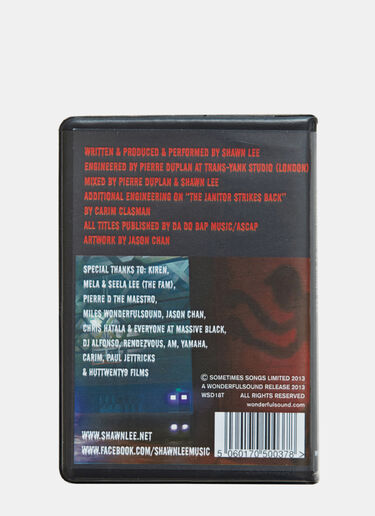 WRITTEN & PRODUCED & PERFORMED BY SHAWN LEE
ENGINEERED BY PIERRE DUPLAN AT TRANS-YANK STUDIO (LONDON)
MIXED BY PIERRE DUPLAN & SHAWN LEE
ADDITIONAL ENGINEERING ON "THE JANITOR STRIKES BACK"
BY CARIM CLASMAN
ALL TITLES PUBLISHED BY DA DO BAP MUSIC/ASCAP
ARTWORK BY JASON CHAN
SPECIAL THANKS TO: KIREN,
MELA & SEELA LEE (THE FAM),
PIERRE D THE MAESTRO,
MILES WONDERFULSOUND, JASON CHAN,
CHRIS HATALA & EVERYONE AT MASSIVE BLACK,
DJ ALFONSO, RENDEZVOUS, AM, YAMAHA,
CARIM, PAUL JETTRICKS
& HUTTWENTY9 FILMS
© SOMETIMES SONGS LIMITED 2013
A WONDERFULSOUND RELEASE 2013
WSD18T ALL RIGHTS RESERVED
wonderfulsound.com
WWW.SHAWNLEE.NET
WWW.FACEBOOK.COM/SHAWNLEEMUSIC
5 060170 500378 >